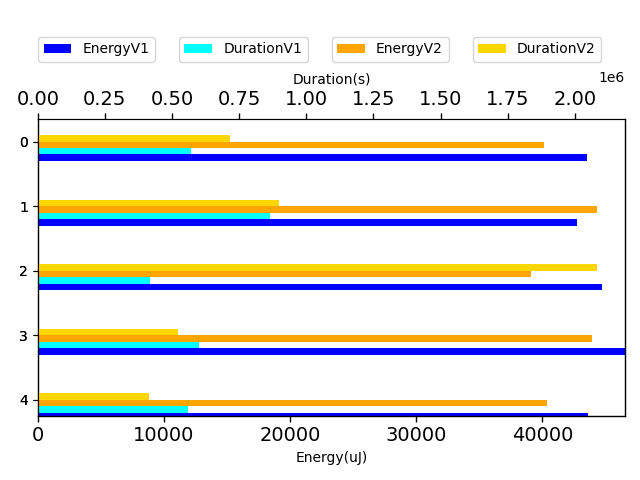 EnergyV1 DurationV1 EnergyV2 DurationV2
Duration(s)
1e6
0.00 0.25 0.50 0.75 1.00 1.25 1.50 1.75 2.00
0
1
2
3
4
0 10000 20000 30000 40000
Energy(uJ)